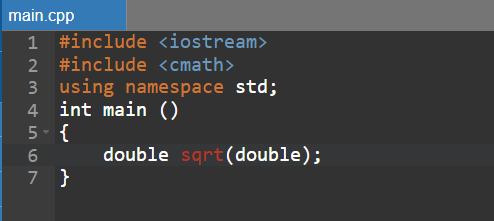 main.cpp
1 #include <iostream>
2 #include <cmath>
3 using namespace std;
4 int main ()
5 {
6     double sqrt(double);
7 }